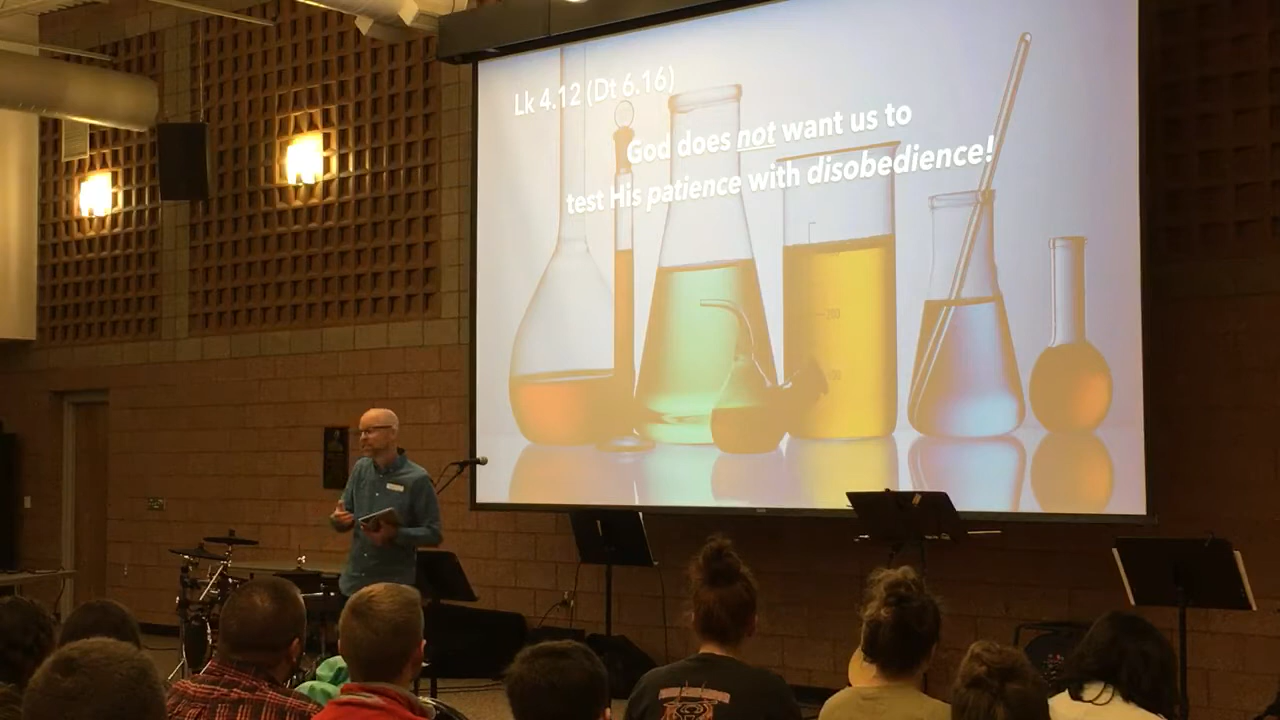 Lk 4.12 (Dt 6.16)
God does not want us to
test His patience with disobedience!